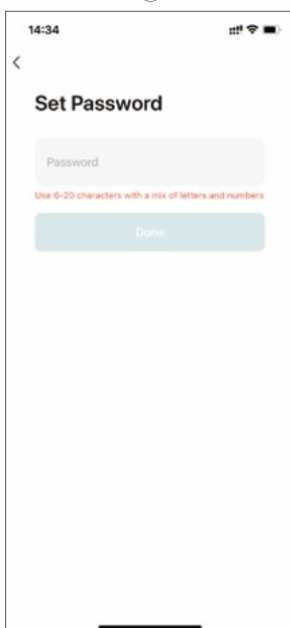 14:34
Set Password
Password
Use 6-20 characters with a mix of letters and numbers
Done